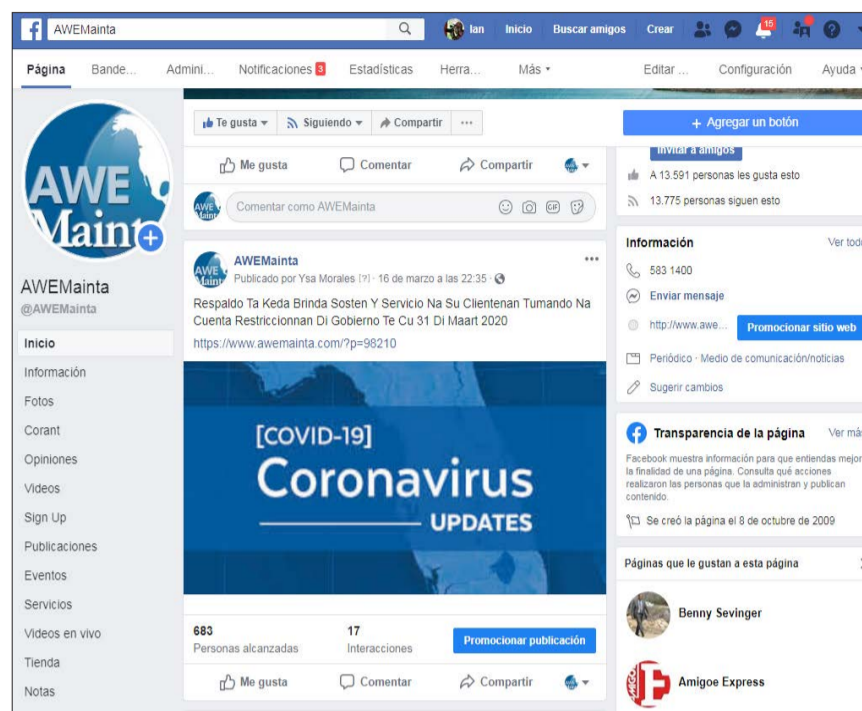 AWEMainta
Ian Inicio Buscar amigos Crear 15
Página Bande... Admini... Notificaciones 3 Estadísticas Herra... Más Editar ... Configuración Ayuda
AWE
Mainta
AWEMainta
@AWEMainta
Inicio
Información
Fotos
Corant
Opiniones
Videos
Sign Up
Publicaciones
Eventos
Servicios
Videos en vivo
Tienda
Notas
Te gusta Siguiendo Compartir ...
+ Agregar un botón
Me gusta Comentar Compartir
Comentar como AWEMainta GIF
AWEMainta
Publicado por Ysa Morales [?] · 16 de marzo a las 22:35 ·
Respaldo Ta Keda Brinda Sosten Y Servicio Na Su Clientenan Tumando Na
Cuenta Restriccionnan Di Gobierno Te Cu 31 Di Maart 2020
https://www.awemainta.com/?p=98210
[COVID-19]
Coronavirus
UPDATES
683
Personas alcanzadas
17
Interacciones
Promocionar publicación
Me gusta Comentar Compartir
Invitar a amigos
A 13.591 personas les gusta esto
13.775 personas siguen esto
Información Ver todo
583 1400
Enviar mensaje
http://www.awe... Promocionar sitio web
Periódico · Medio de comunicación/noticias
Sugerir cambios
Transparencia de la página Ver más
Facebook muestra información para que entiendas mejor
la finalidad de una página. Consulta qué acciones
realizaron las personas que la administran y publican
contenido.
Se creó la página el 8 de octubre de 2009
Páginas que le gustan a esta página
Benny Sevinger
Amigoe Express